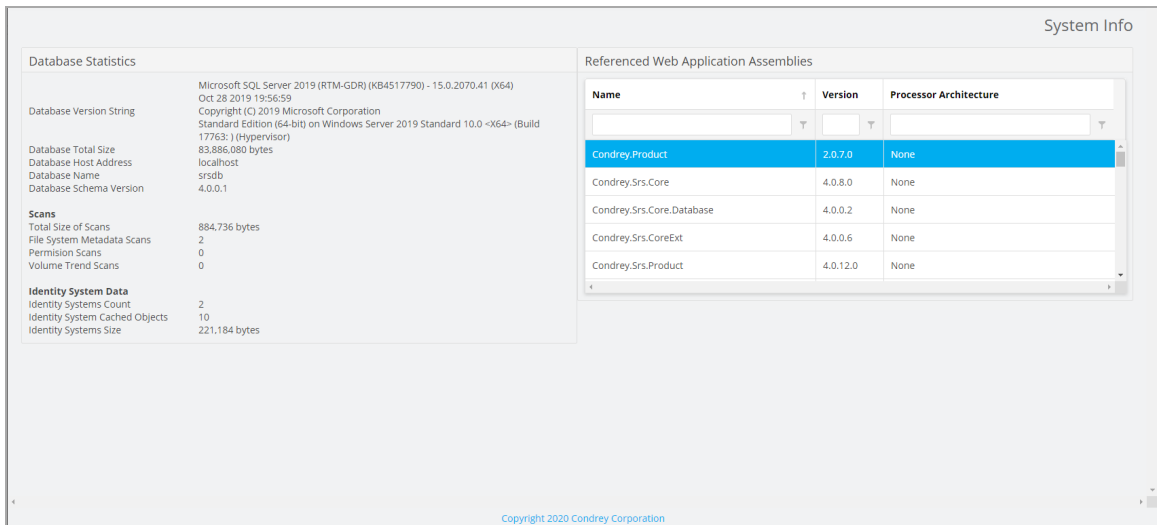 System Info
Database Statistics
Database Version String
Microsoft SQL Server 2019 (RTM-GDR) (KB4517790) - 15.0.2070.41 (X64)
Oct 28 2019 19:56:59
Copyright (C) 2019 Microsoft Corporation
Standard Edition (64-bit) on Windows Server 2019 Standard 10.0 <X64> (Build
17763: ) (Hypervisor)
Database Total Size 83,886,080 bytes
Database Host Address localhost
Database Name srsdb
Database Schema Version 4.0.0.1
Scans
Total Size of Scans 884,736 bytes
File System Metadata Scans 2
Permision Scans 0
Volume Trend Scans 0
Identity System Data
Identity Systems Count 2
Identity System Cached Objects 10
Identity Systems Size 221,184 bytes
Referenced Web Application Assemblies
Name Version Processor Architecture
Condrey.Product 2.0.7.0 None
Condrey.Srs.Core 4.0.8.0 None
Condrey.Srs.Core.Database 4.0.0.2 None
Condrey.Srs.CoreExt 4.0.0.6 None
Condrey.Srs.Product 4.0.12.0 None
Copyright 2020 Condrey Corporation